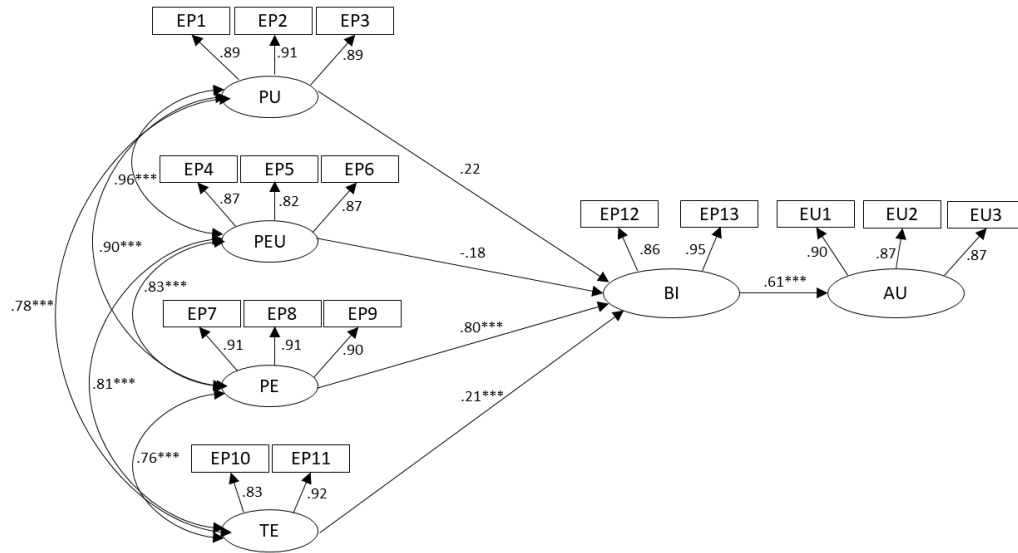 EP1 EP2 EP3
.89 .91 .89
PU
.22
EP4 EP5 EP6
.96***
.87 .82 .87
PEU
-.18
EP12 EP13
EU1 EU2 EU3
.86 .95
.90 .87 .87
.90***
.83***
BI
.61***
AU
.78***
EP7 EP8 EP9
.91 .91 .90
.80***
PE
.81***
.21***
.76***
EP10 EP11
.83 .92
TE